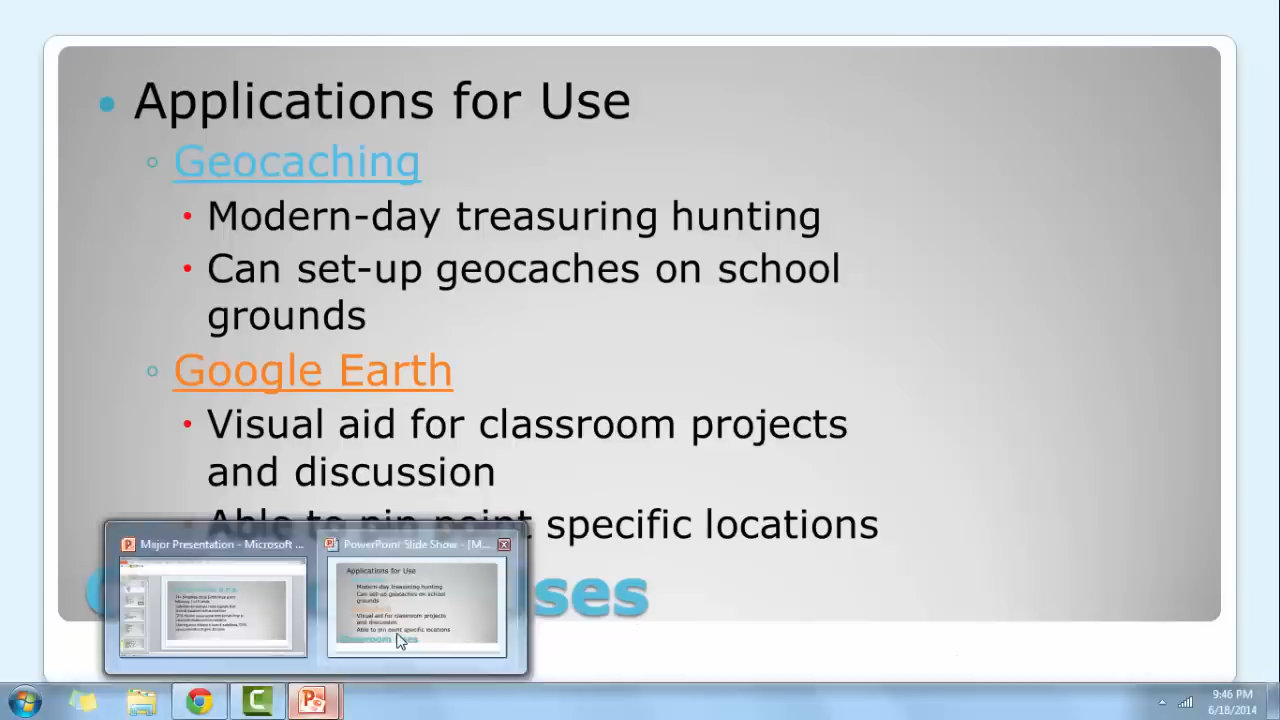 Applications for Use
Geocaching
Modern-day treasuring hunting
Can set-up geocaches on school
grounds
Google Earth
Visual aid for classroom projects
and discussion
Able to pin point specific locations
Major Presentation - Microsoft ...
PowerPoint Slide Show - [M...
Applications for Use
Modern-day treasuring hunting
Can set-up geocaches on school
grounds
Visual aid for classroom projects
and discussion
Able to pin point specific locations
Classroom Uses
9:46 PM
6/18/2014